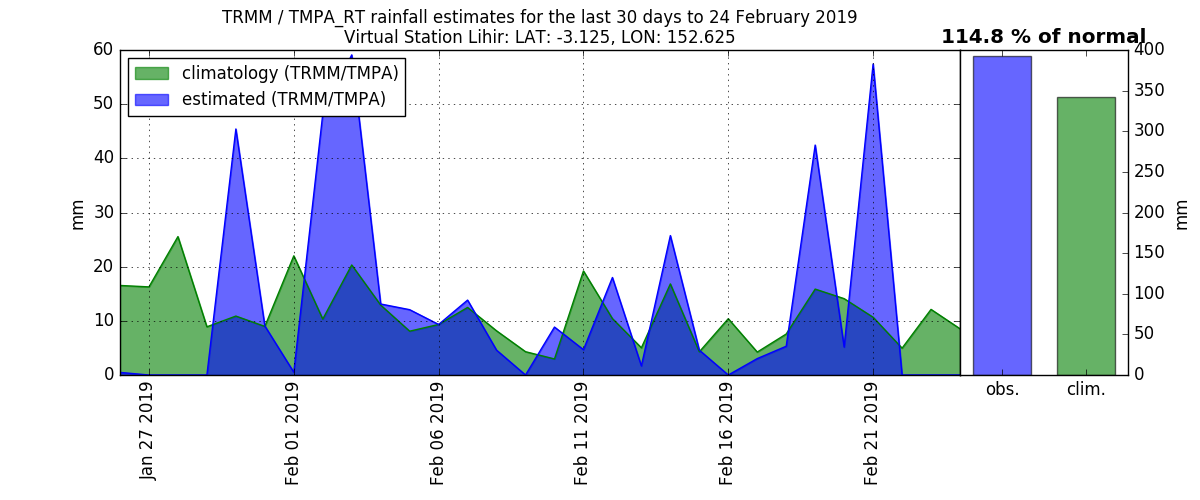 TRMM / TMPA_RT rainfall estimates for the last 30 days to 24 February 2019
Virtual Station Lihir: LAT: -3.125, LON: 152.625
114.8 % of normal
climatology (TRMM/TMPA)
estimated (TRMM/TMPA)
60
50
40
30
20
10
0
mm
Jan 27 2019
Feb 01 2019
Feb 06 2019
Feb 11 2019
Feb 16 2019
Feb 21 2019
400
350
300
250
200
150
100
50
0
mm
obs.
clim.